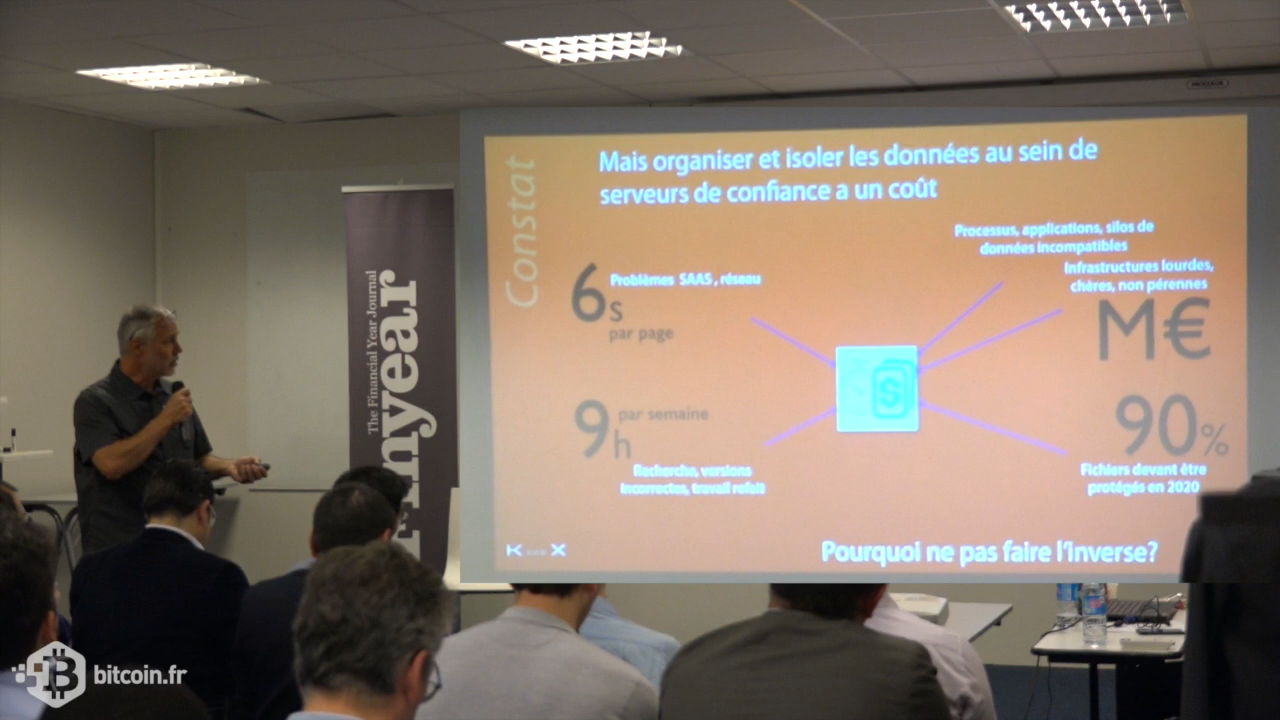 Constat
Mais organiser et isoler les données au sein de
serveurs de confiance a un coût
6s
Problèmes SAAS, réseau
par page
Processus, applications, silos de
données incompatibles
Infrastructures lourdes,
chères, non pérennes
M€
9h
par semaine
Recherche, versions
incorrectes, travail refait
S
90%
Fichiers devant être
protégés en 2020
K X
Pourquoi ne pas faire l'inverse?
The Financial Year Journal
Finyear
bitcoin.fr